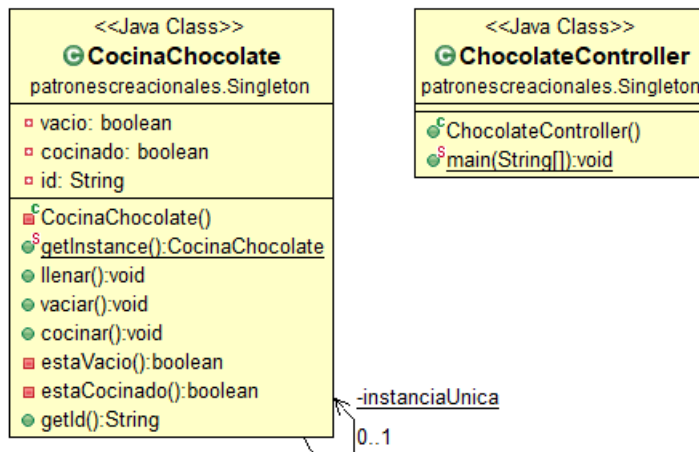 <<Java Class>>
CocinaChocolate
patronescreacionales.Singleton
vacio: boolean
cocinado: boolean
id: String
CocinaChocolate()
getInstance():CocinaChocolate
llenar():void
vaciar():void
cocinar():void
estaVacio():boolean
estaCocinado():boolean
getId():String
<<Java Class>>
ChocolateController
patronescreacionales.Singleton
ChocolateController()
main(String[]):void
-instanciaUnica
0..1